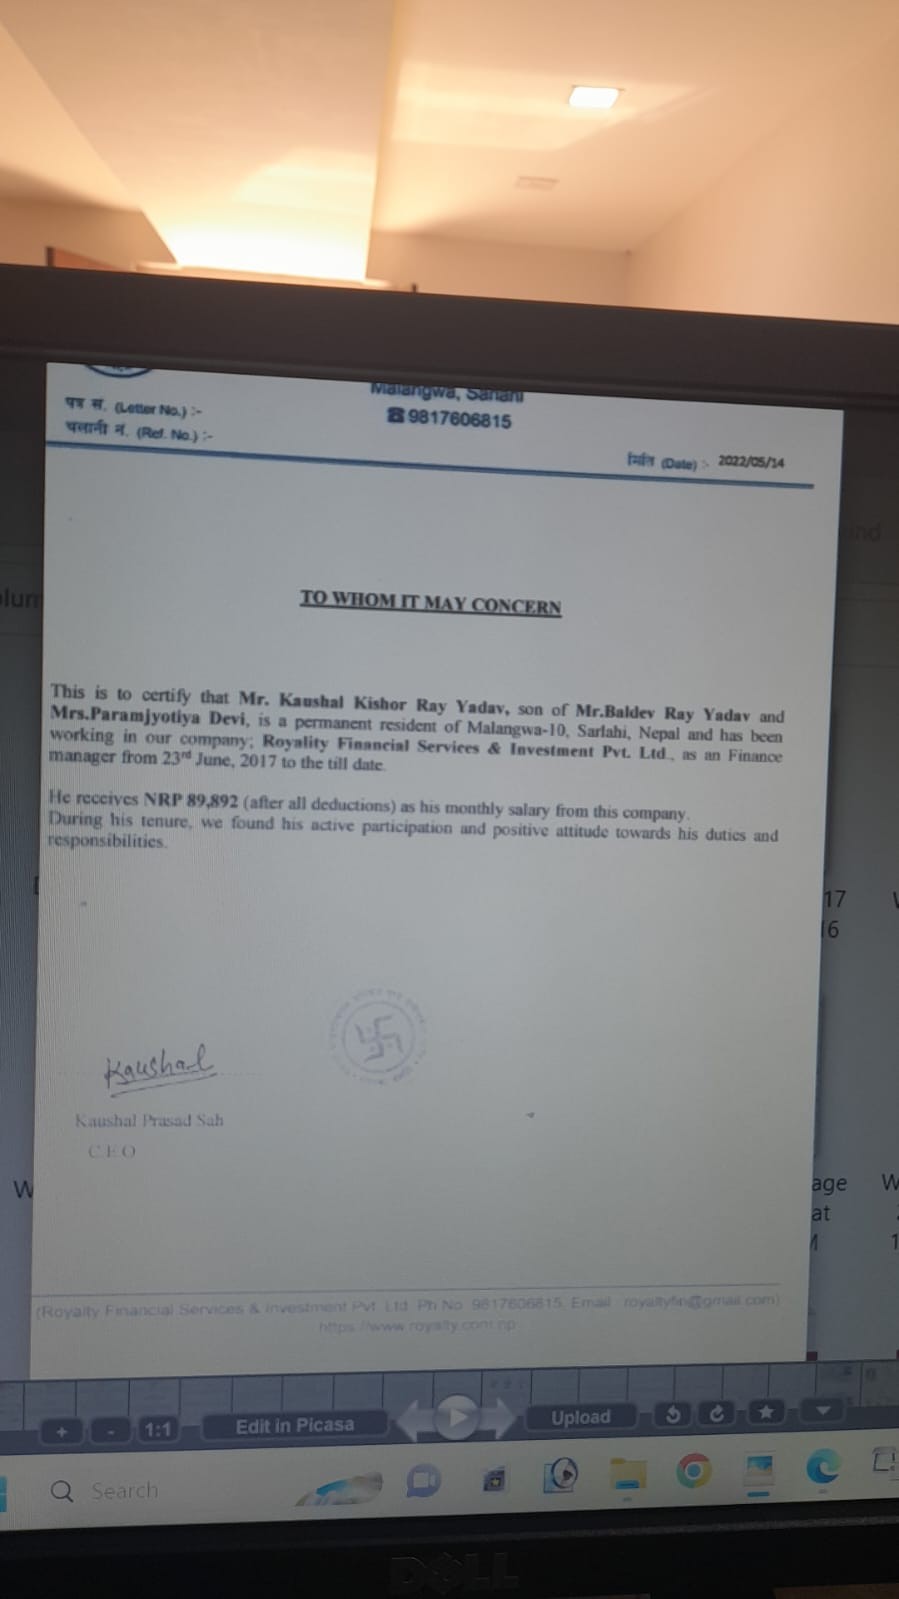 Malangwa, Sarlahi
पत्र सं. (Letter No.) :-
☎9817606815
चलानी नं. (Ref. No.) :-
मिति (Date) :- 2022/05/14
TO WHOM IT MAY CONCERN
This is to certify that Mr. Kaushal Kishor Ray Yadav, son of Mr.Baldev Ray Yadav and
Mrs.Paramjyotiya Devi, is a permanent resident of Malangwa-10, Sarlahi, Nepal and has been
working in our company; Royality Financial Services & Investment Pvt. Ltd., as an Finance
manager from 23rd June, 2017 to the till date.
He receives NRP 89,892 (after all deductions) as his monthly salary from this company.
During his tenure, we found his active participation and positive attitude towards his duties and
responsibilities.
17
16
Kaushal
Kaushal Prasad Sah
CEO
W
age W
at
(Royalty Financial Services & Investment Pvt. Ltd. Ph No. 9817606815, Email : royaltyfin@gmail.com)
https://www.royalty.com.np
+ - 1:1 Edit in Picasa Upload
Search
DELL